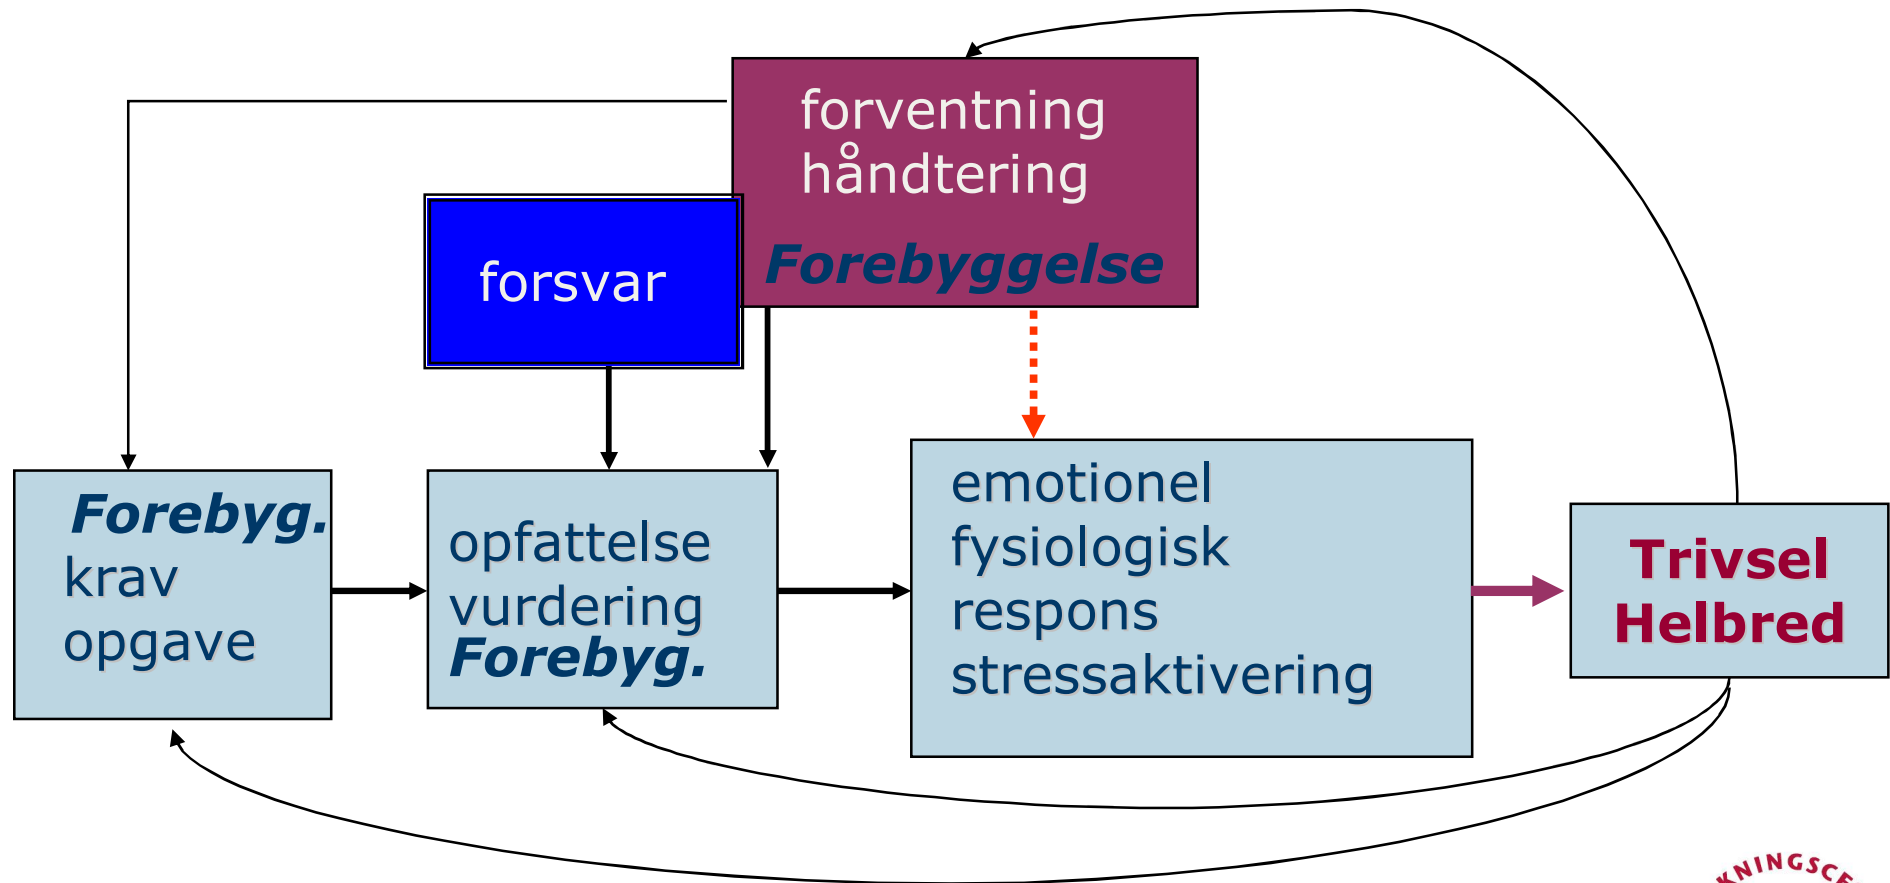 forventning
håndtering
Forebyggelse
forsvar
Forebyg.
krav
opgave
opfattelse
vurdering
Forebyg.
emotionel
fysiologisk
respons
stressaktivering
Trivsel
Helbred